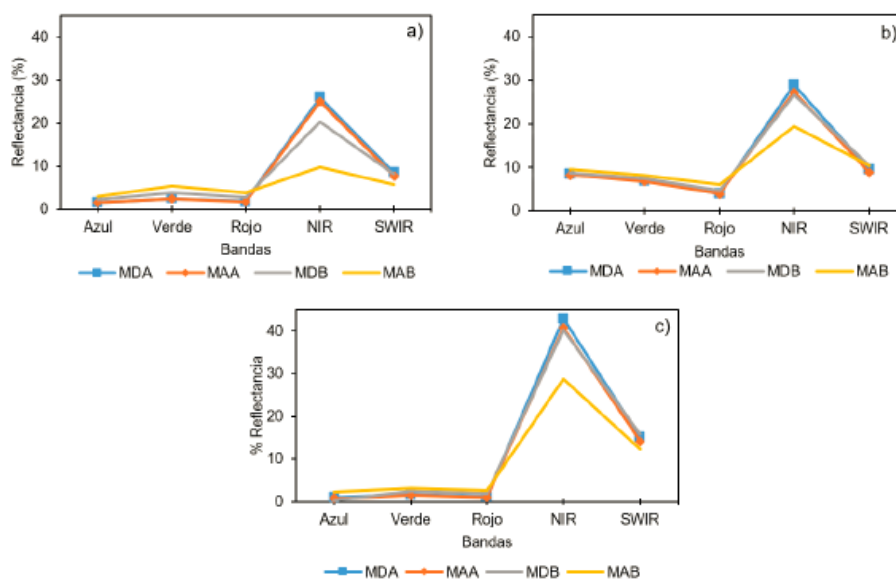 a)
Reflectancia (%)
40
30
20
10
0
Azul Verde Rojo NIR SWIR
Bandas
MDA MAA MDB MAB
b)
Reflectancia (%)
40
30
20
10
0
Azul Verde Rojo NIR SWIR
Bandas
MDA MAA MDB MAB
c)
% Reflectancia
40
30
20
10
0
Azul Verde Rojo NIR SWIR
Bandas
MDA MAA MDB MAB